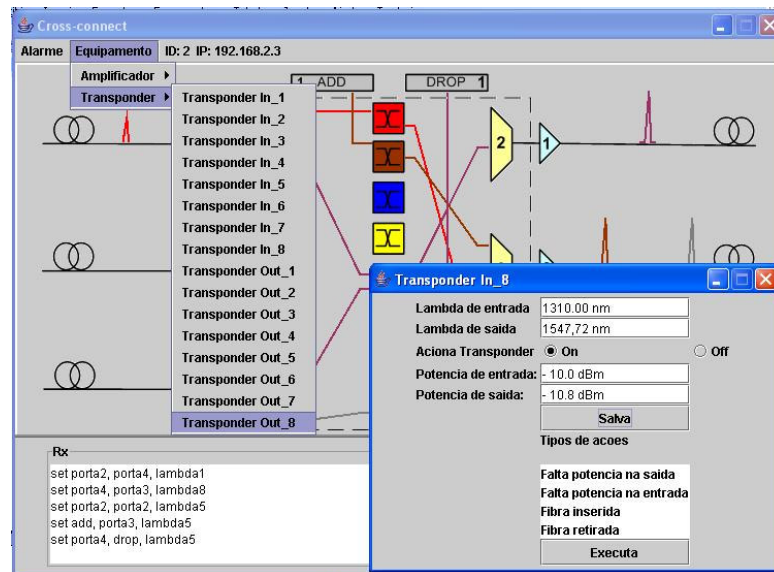 Cross-connect
Alarme Equipamento ID: 2 IP: 192.168.2.3
Amplificador
Transponder
Transponder In_1
Transponder In_2
Transponder In_3
Transponder In_4
Transponder In_5
Transponder In_6
Transponder In_7
Transponder In_8
Transponder Out_1
Transponder Out_2
Transponder Out_3
Transponder Out_4
Transponder Out_5
Transponder Out_6
Transponder Out_7
Transponder Out_8
1 ADD
DROP 1
2
1
Transponder In_8
Lambda de entrada 1310.00 nm
Lambda de saida 1547,72 nm
Aciona Transponder On Off
Potencia de entrada: - 10.0 dBm
Potencia de saida: - 10.8 dBm
Salva
Tipos de acoes
Falta potencia na saida
Falta potencia na entrada
Fibra inserida
Fibra retirada
Executa
Rx
set porta2, porta4, lambda1
set porta4, porta3, lambda8
set porta2, porta2, lambda5
set add, porta3, lambda5
set porta4, drop, lambda5